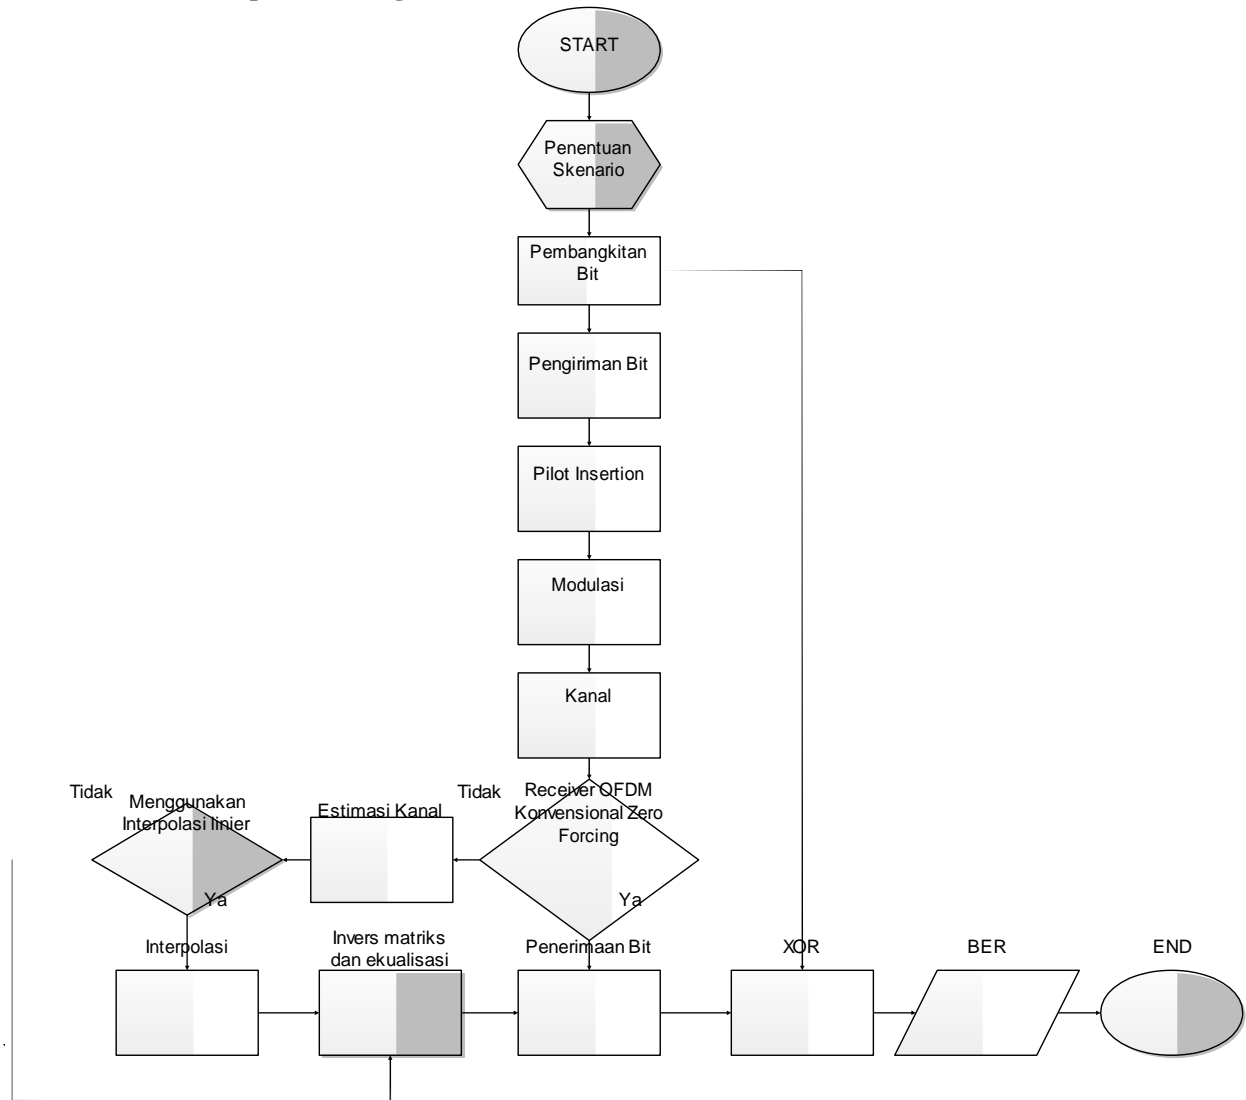 START
Penentuan
Skenario
Pembangkitan
Bit
Pengiriman Bit
Pilot Insertion
Modulasi
Kanal
Receiver OFDM
Konvensional Zero
Forcing
Tidak
Ya
Estimasi Kanal
Menggunakan
Interpolasi linier
Tidak
Ya
Interpolasi
Invers matriks
dan ekualisasi
Penerimaan Bit
XOR
BER
END